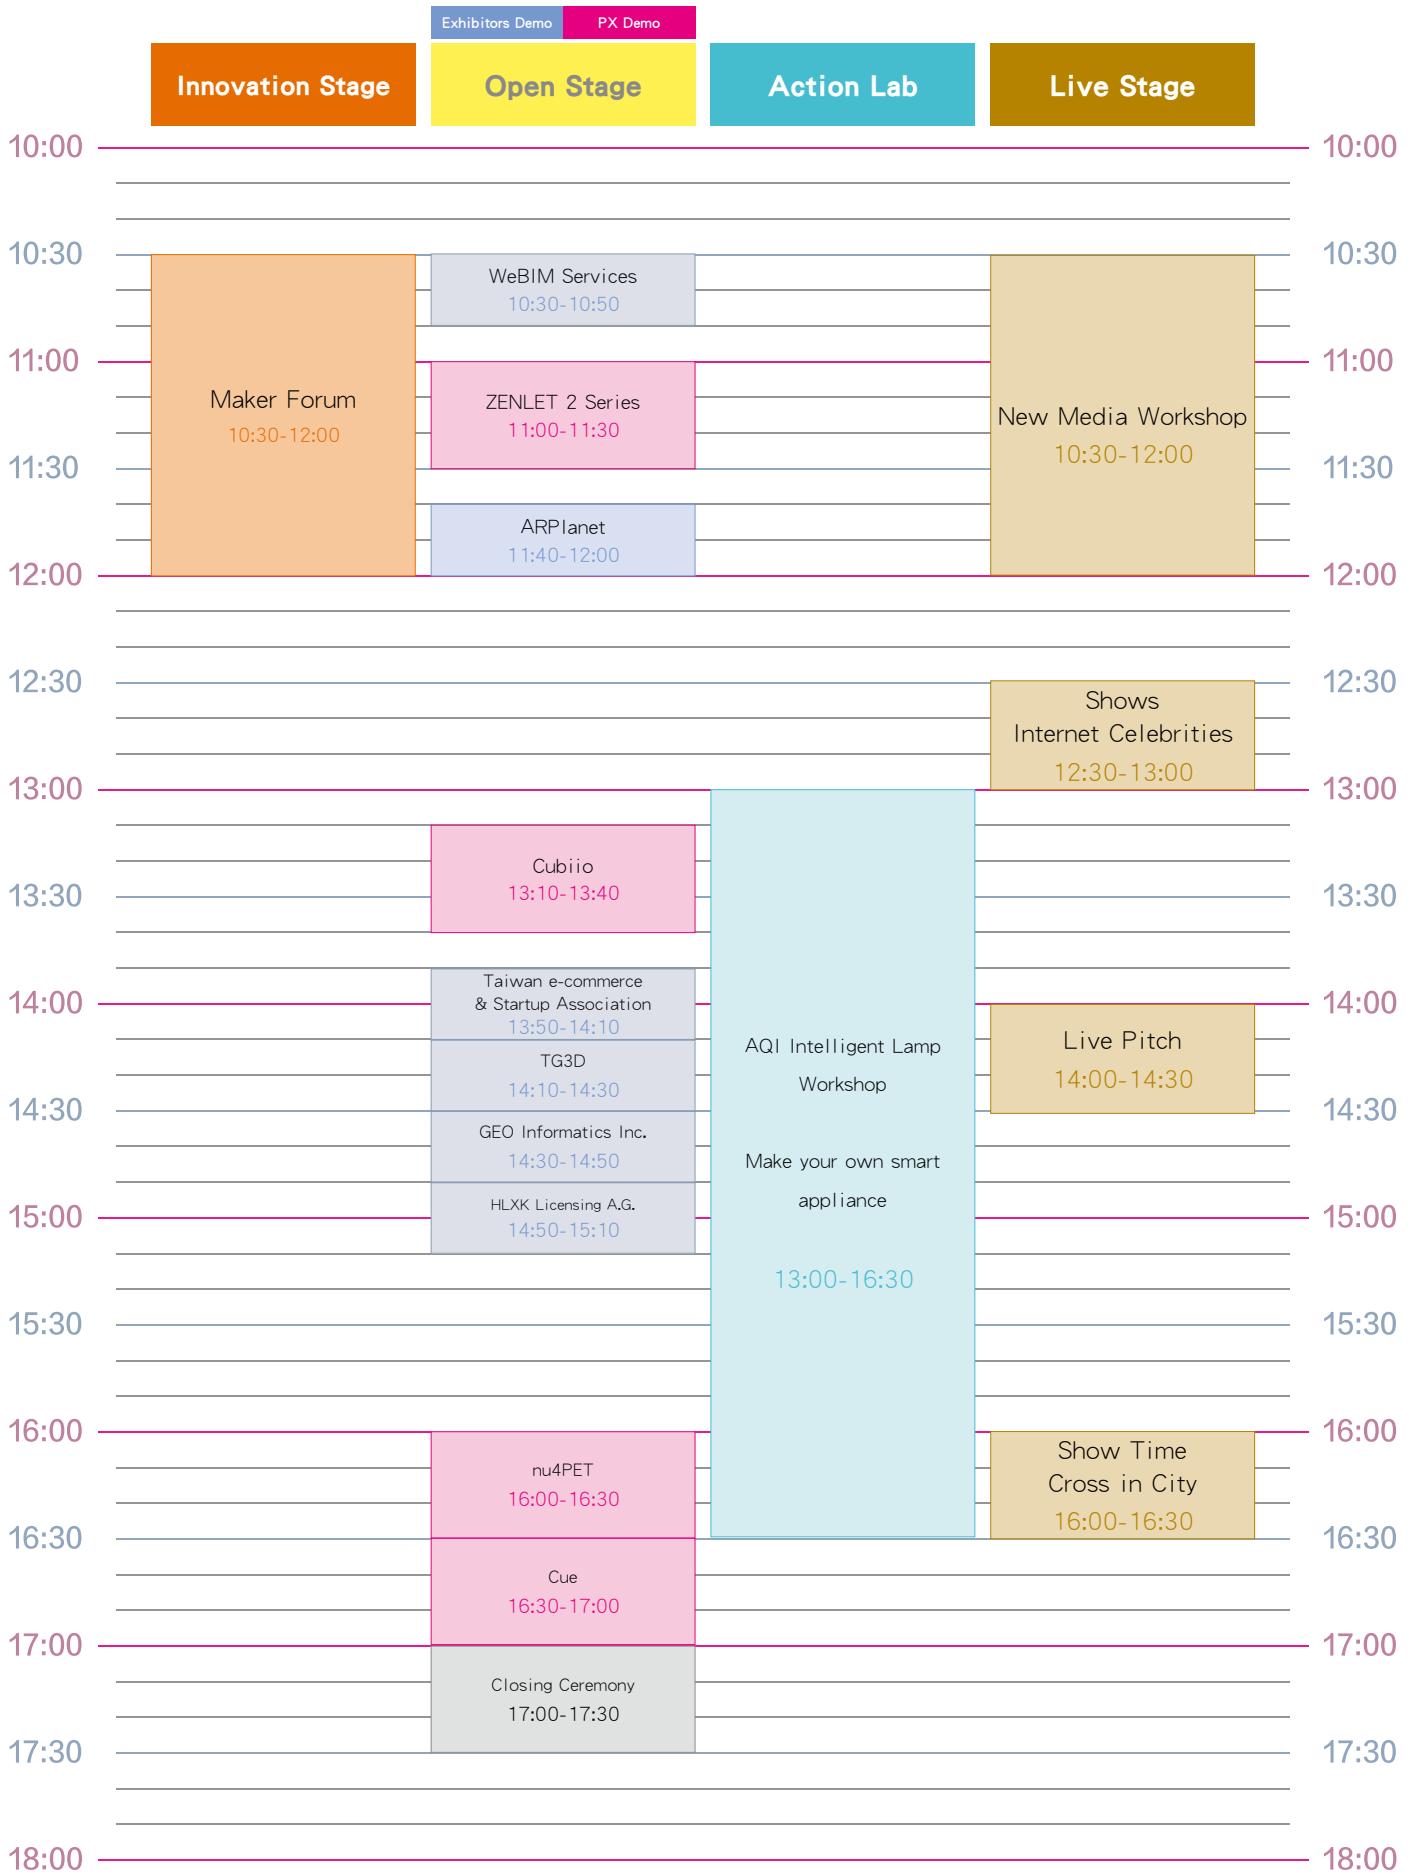 Exhibitors Demo
PX Demo
Innovation Stage
Open Stage
Action Lab
Live Stage
10:00
10:00
10:30
10:30
WeBIM Services
10:30-10:50
11:00
11:00
Maker Forum
10:30-12:00
ZENLET 2 Series
11:00-11:30
New Media Workshop
10:30-12:00
11:30
11:30
ARPlanet
11:40-12:00
12:00
12:00
12:30
12:30
Shows
Internet Celebrities
12:30-13:00
13:00
13:00
Cubiio
13:10-13:40
13:30
13:30
Taiwan e-commerce
& Startup Association
13:50-14:10
14:00
14:00
TG3D
14:10-14:30
AQI Intelligent Lamp
Workshop
Make your own smart
appliance
13:00-16:30
Live Pitch
14:00-14:30
14:30
14:30
GEO Informatics Inc.
14:30-14:50
HLXK Licensing A.G.
14:50-15:10
15:00
15:00
15:30
15:30
16:00
16:00
nu4PET
16:00-16:30
Show Time
Cross in City
16:00-16:30
16:30
16:30
Cue
16:30-17:00
17:00
17:00
Closing Ceremony
17:00-17:30
17:30
17:30
18:00
18:00